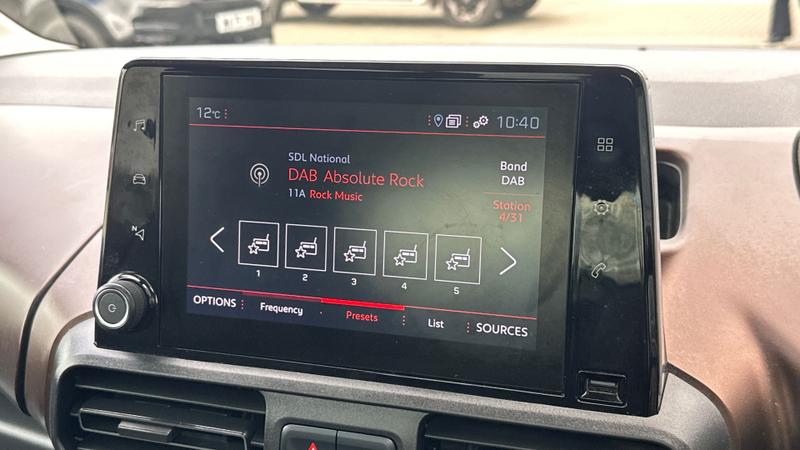 12°C
10:40
SDL National
DAB Absolute Rock
11A Rock Music
Band
DAB
Station
4/31
1 2 3 4 5
OPTIONS Frequency Presets List SOURCES
N